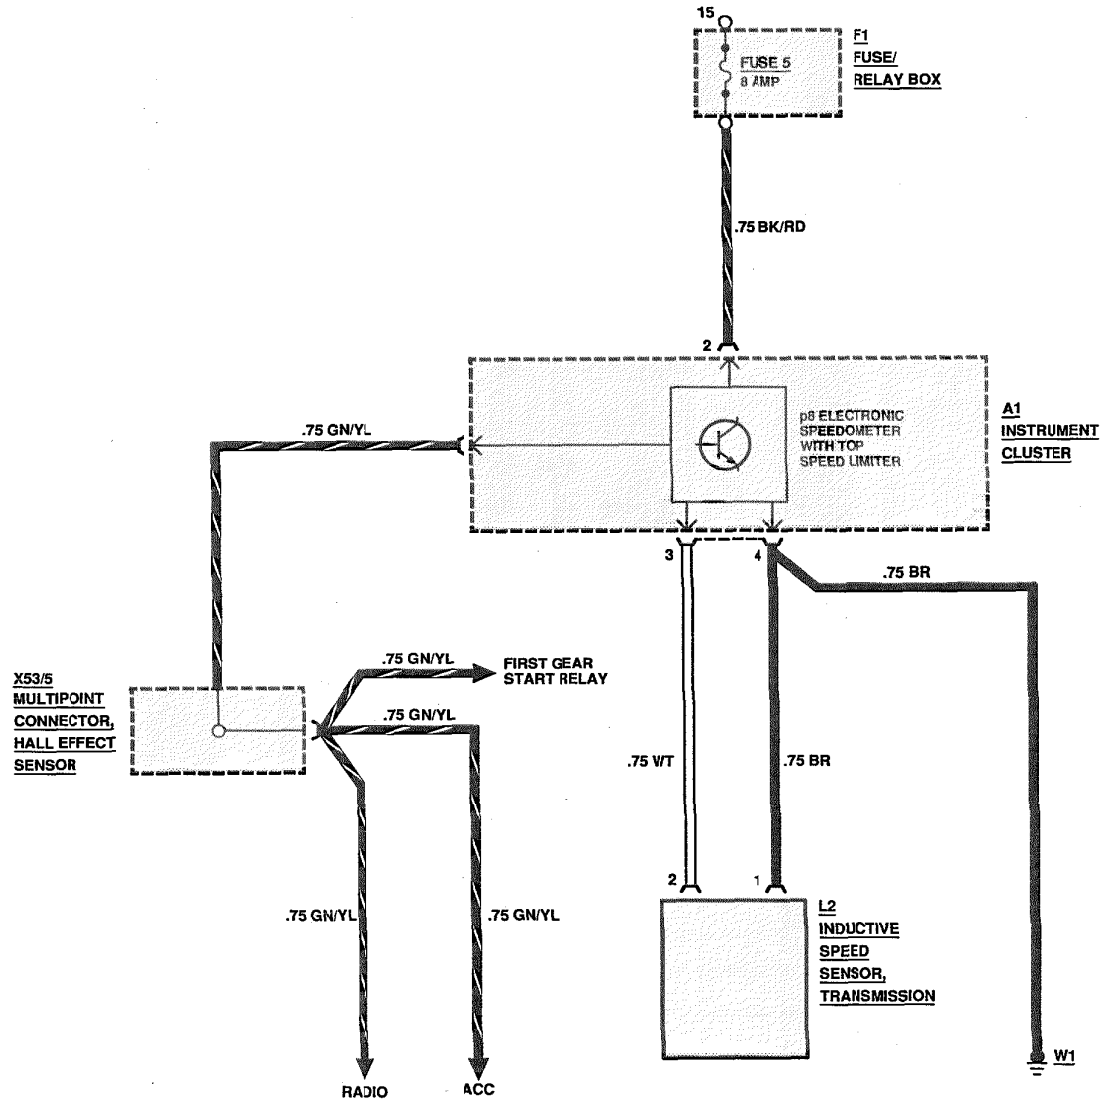 15
F1
FUSE/
RELAY BOX
FUSE 5
8 AMP
.75 BK/RD
2
A1
INSTRUMENT
CLUSTER
p8 ELECTRONIC
SPEEDOMETER
WITH TOP
SPEED LIMITER
.75 GN/YL
3
4
.75 BR
X53/5
MULTIPOINT
CONNECTOR,
HALL EFFECT
SENSOR
.75 GN/YL
FIRST GEAR
START RELAY
.75 GN/YL
.75 WT
.75 BR
2
1
.75 GN/YL
.75 GN/YL
L2
INDUCTIVE
SPEED
SENSOR,
TRANSMISSION
W1
RADIO
ACC